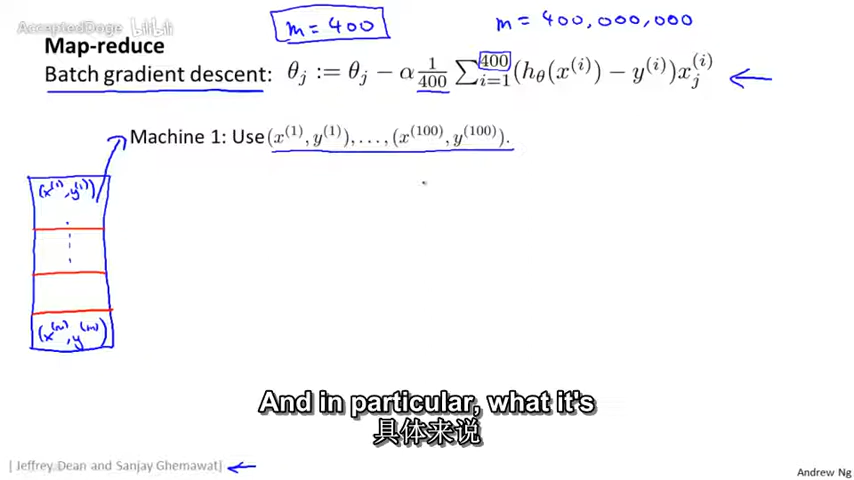 AcceptedDoge bilibili
m = 400
m = 400,000,000
Map-reduce
Batch gradient descent: θ_j := θ_j − α 1/400 ∑_{i=1}^{400} (h_θ(x^{(i)}) − y^{(i)}) x_j^{(i)}
Machine 1: Use (x^{(1)}, y^{(1)}), . . . , (x^{(100)}, y^{(100)}).
(x^{(1)}, y^{(1)})
(x^{(m)}, y^{(m)})
And in particular, what it's
具体来说
[ Jeffrey Dean and Sanjay Ghemawat]
Andrew Ng